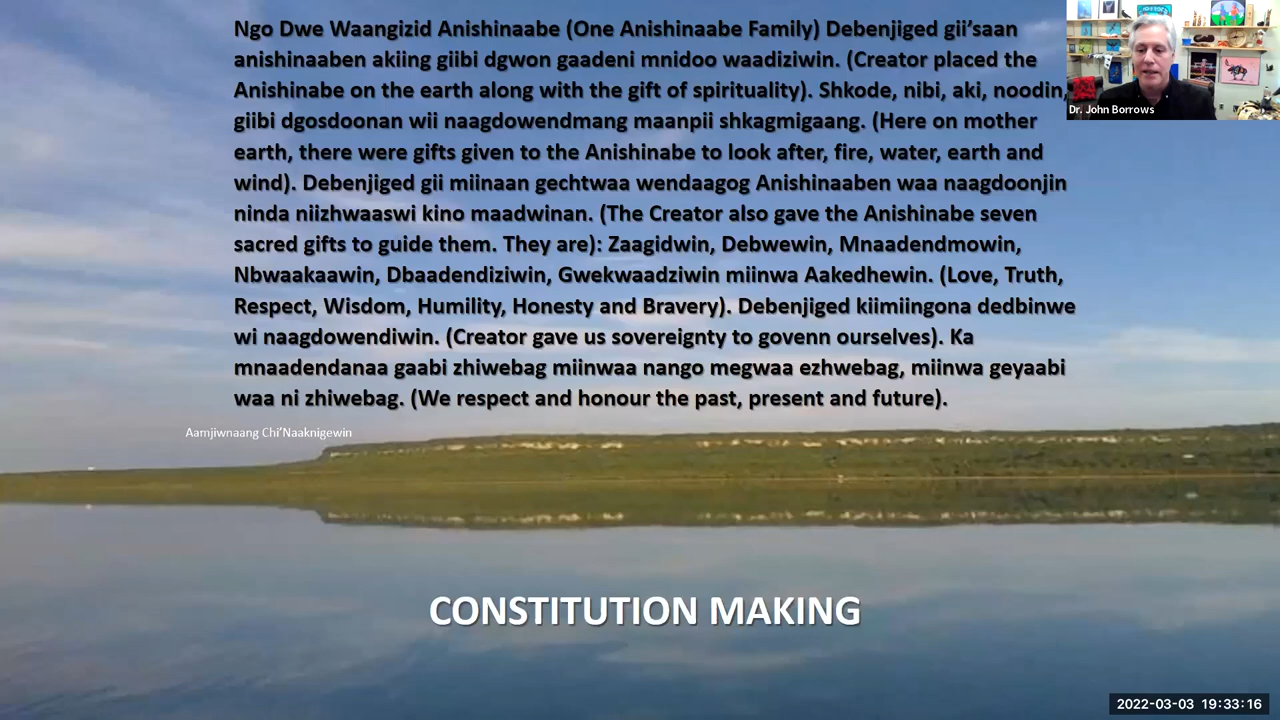 Ngo Dwe Waangizid Anishinaabe (One Anishinaabe Family) Debenjiged gii’saan
anishinaaben akiing giibi dgwon gaadeni mnidoo waadiziwin. (Creator placed the
Anishinabe on the earth along with the gift of spirituality). Shkode, nibi, aki, noodin,
giibi dgosdoonan wii naagdowendmang maanpii shkagmigaang. (Here on mother
earth, there were gifts given to the Anishinabe to look after, fire, water, earth and
wind). Debenjiged gii miinaan gechtwaa wendaagog Anishinaaben waa naagdoonjin
ninda niizhwaaswi kino maadwinan. (The Creator also gave the Anishinabe seven
sacred gifts to guide them. They are): Zaagidwin, Debwewin, Mnaadendmowin,
Nbwaakaawin, Dbaadendiziwin, Gwekwaadziwin miinwa Aakedhewin. (Love, Truth,
Respect, Wisdom, Humility, Honesty and Bravery). Debenjiged kiimiingona dedbinwe
wi naagdowendiwin. (Creator gave us sovereignty to govenn ourselves). Ka
mnaadendanaa gaabi zhiwebag miinwaa nango megwaa ezhwebag, miinwa geyaabi
waa ni zhiwebag. (We respect and honour the past, present and future).
Aamjiwnaang Chi’Naaknigewin
CONSTITUTION MAKING
Dr. John Borrows
2022-03-03 19:33:16